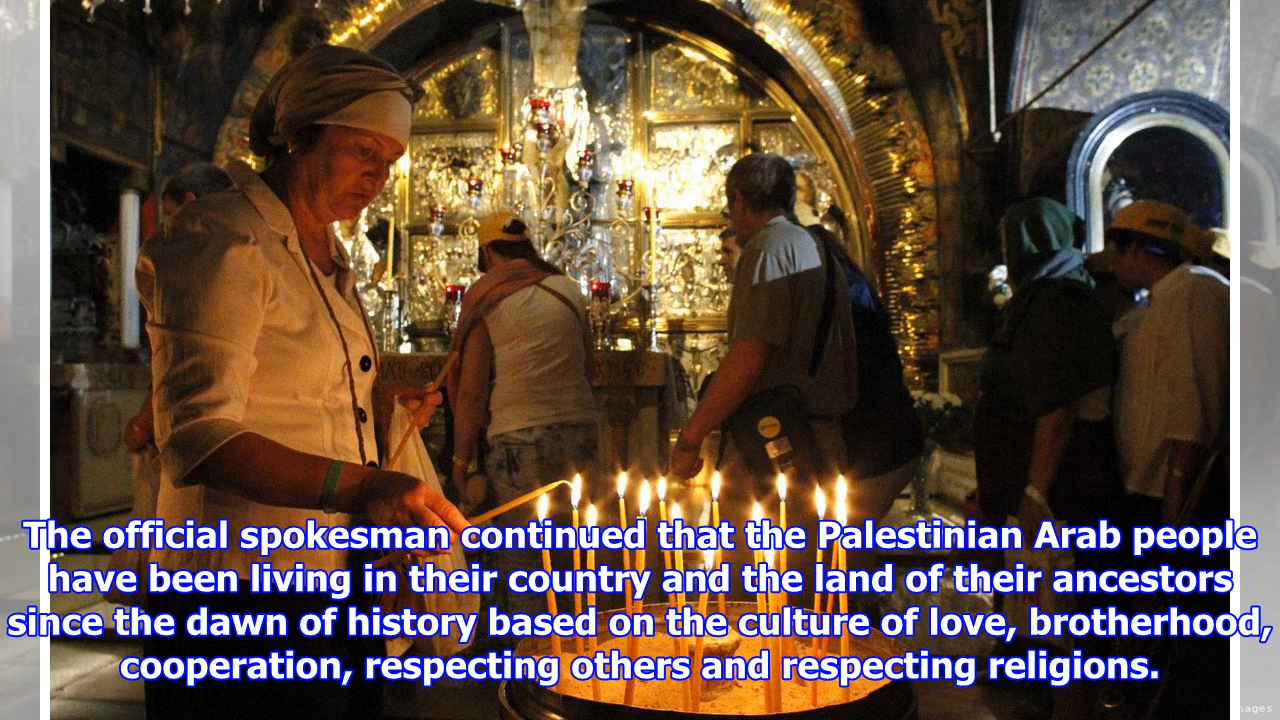 The official spokesman continued that the Palestinian Arab people
have been living in their country and the land of their ancestors
since the dawn of history based on the culture of love, brotherhood,
cooperation, respecting others and respecting religions.